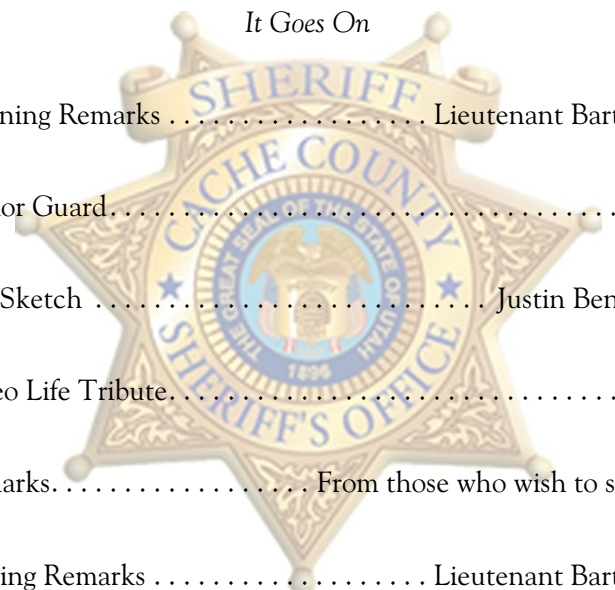 It Goes On
SHERIFF
ning Remarks . . . . . . . . . . . . . . . . . . . Lieutenant Bart
CACHE COUNTY
or Guard. . . . . . . . . . . . . . . . . . . . . . . . . . . . . . . . . . . . . .
THE GREAT SEAL OF THE STATE OF UTAH
Sketch . . . . . . . . . . . . . . . . . . . . . . . . . . . . . Justin Ben
1896
eo Life Tribute. . . . . . . . . . . . . . . . . . . . . . . . . . . . . . . . .
SHERIFF'S OFFICE
arks. . . . . . . . . . . . . . . . . . . From those who wish to s
ing Remarks . . . . . . . . . . . . . . . . . . . . Lieutenant Bart